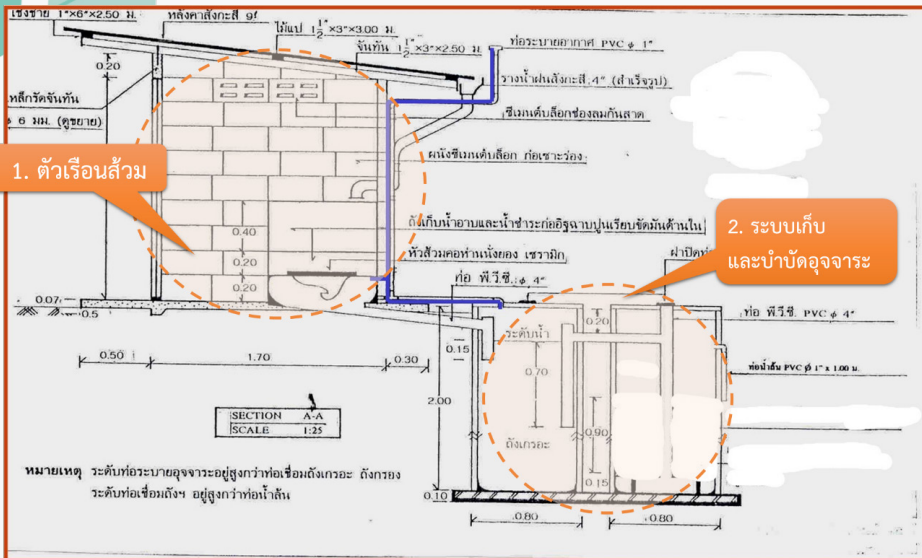 เชิงชาย 1"×6"×2.50 ม.
หลังคาสังกะสี 9f
ไม้แป 1 1/2"×3"×3.00 ม.
จันทัน 1 1/2"×3"×2.50 ม.
ท่อระบายอากาศ PVC ϕ 1"
0.20
รางน้ำฝนสังกะสี 4" (สำเร็จรูป)
เหล็กรัดจันทัน
ϕ 6 มม. (ดูขยาย)
ซีเมนต์บล็อกช่องลมกันสาด
1. ตัวเรือนส้วม
ผนังซีเมนต์บล็อก ก่อเซาะร่อง
0.40
ถังเก็บน้ำอาบและน้ำชำระก่ออิฐฉาบปูนเรียบขัดมันด้านใน
2. ระบบเก็บ
และบำบัดอุจจาระ
0.20
หัวส้วมคอห่านนั่งยอง เซรามิก
0.20
ท่อ พี.วี.ซี. ϕ 4"
0.07
0.5
ท่อ พี.วี.ซี. PVC ϕ 4"
0.20
ระดับน้ำ
0.50
1.70
0.30
0.15
0.70
ท่อน้ำล้น PVC ϕ 1" x 1.00 ม.
2.00
SECTION A-A
SCALE 1:25
0.90
ถังเกรอะ
หมายเหตุ ระดับท่อระบายอุจจาระอยู่สูงกว่าท่อเชื่อมถังเกรอะ ถังกรอง
ระดับท่อเชื่อมถังฯ อยู่สูงกว่าท่อน้ำล้น
0.15
0.10
0.80
0.80